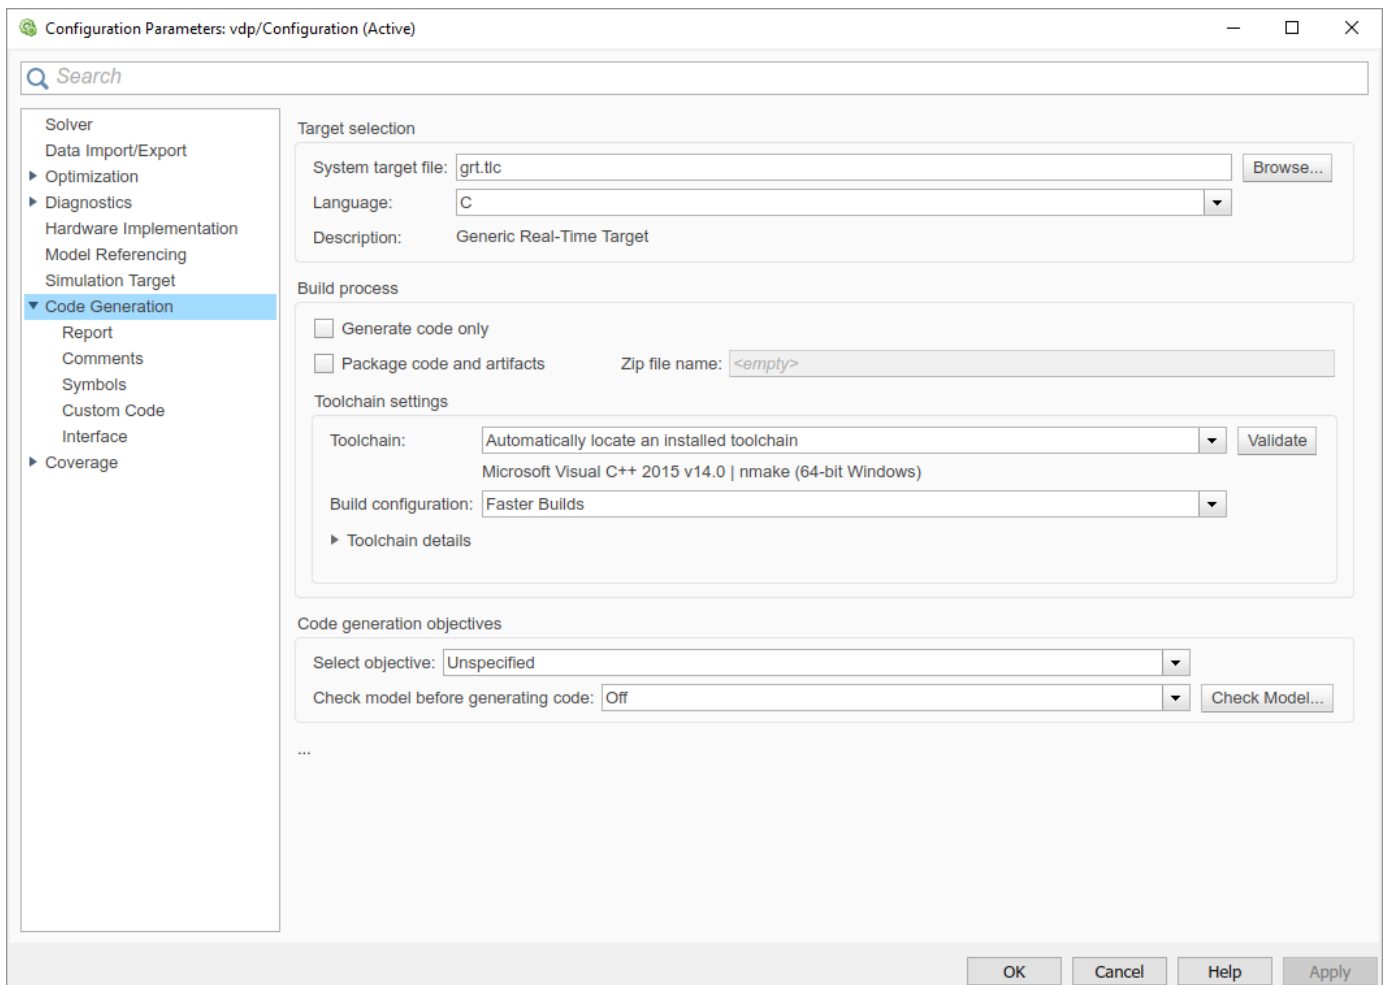 Configuration Parameters: vdp/Configuration (Active)
Search
Solver
Data Import/Export
Optimization
Diagnostics
Hardware Implementation
Model Referencing
Simulation Target
Code Generation
Report
Comments
Symbols
Custom Code
Interface
Coverage
Target selection
System target file: grt.tlc Browse...
Language: C
Description: Generic Real-Time Target
Build process
Generate code only
Package code and artifacts Zip file name: <empty>
Toolchain settings
Toolchain: Automatically locate an installed toolchain Validate
Microsoft Visual C++ 2015 v14.0 | nmake (64-bit Windows)
Build configuration: Faster Builds
Toolchain details
Code generation objectives
Select objective: Unspecified
Check model before generating code: Off Check Model...
...
OK Cancel Help Apply